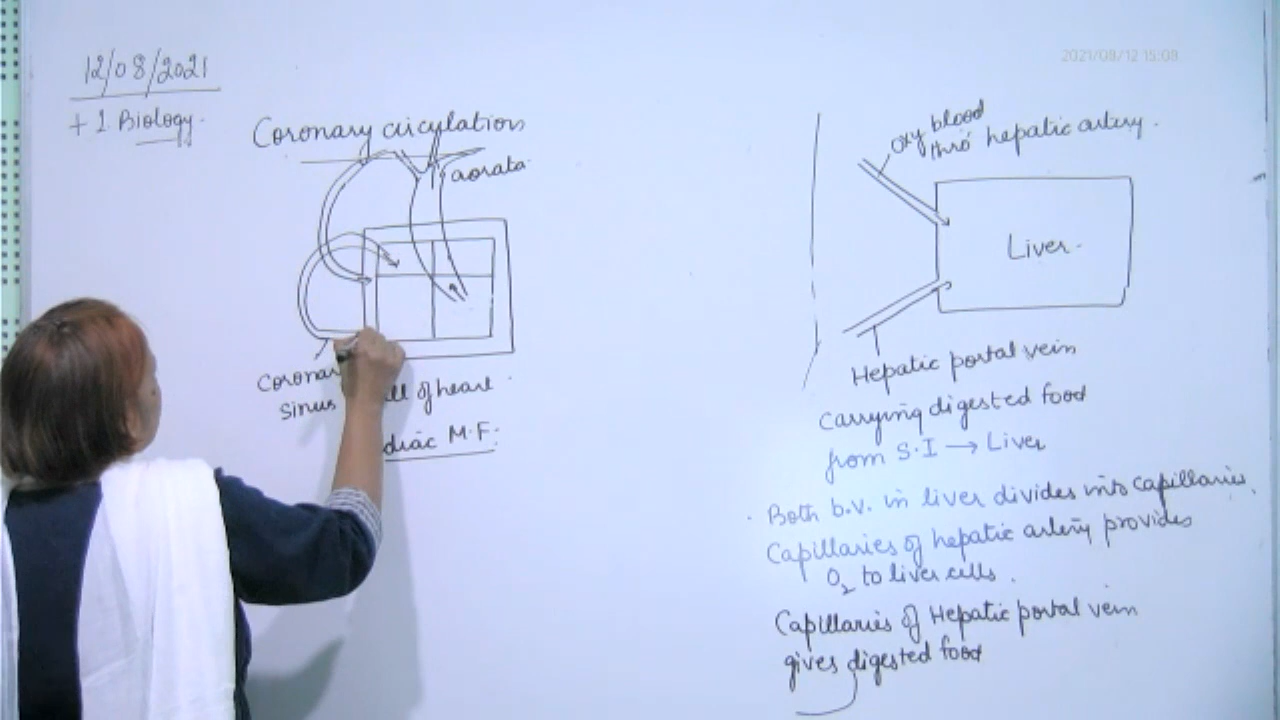 12/08/2021
+ 1 Biology.
2021/08/12 15:08
Coronary circulation
aorata
Coronar
sinus
ll of heart
diac M.F.
Oxy blood
thro' hepatic artery.
Liver.
Hepatic portal vein
Carrying digested food
from S.I → Liver
. Both b.v. in liver divides into capillaries.
Capillaries of hepatic artery provides
O₂ to liver cells.
Capillaries of Hepatic portal vein
gives digested food